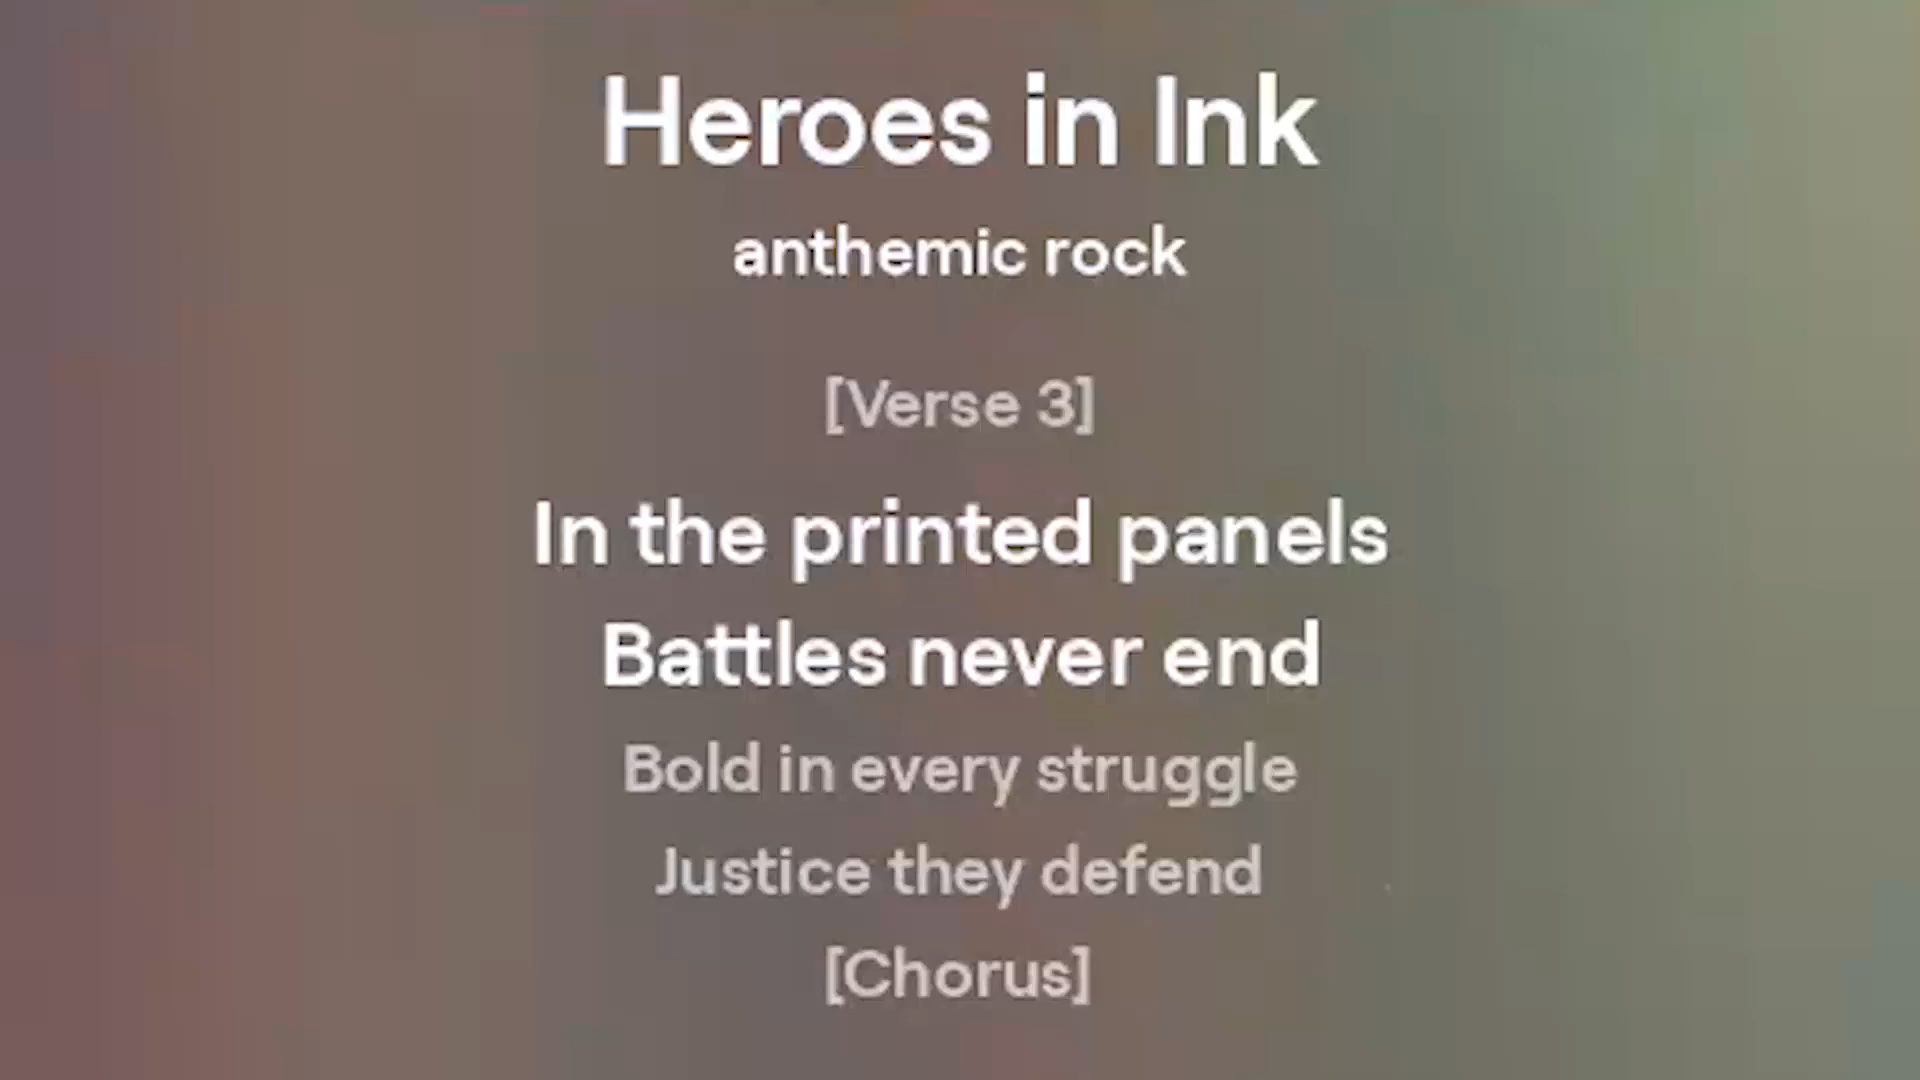 Heroes in Ink
anthemic rock
[Verse 3]
In the printed panels
Battles never end
Bold in every struggle
Justice they defend
[Chorus]